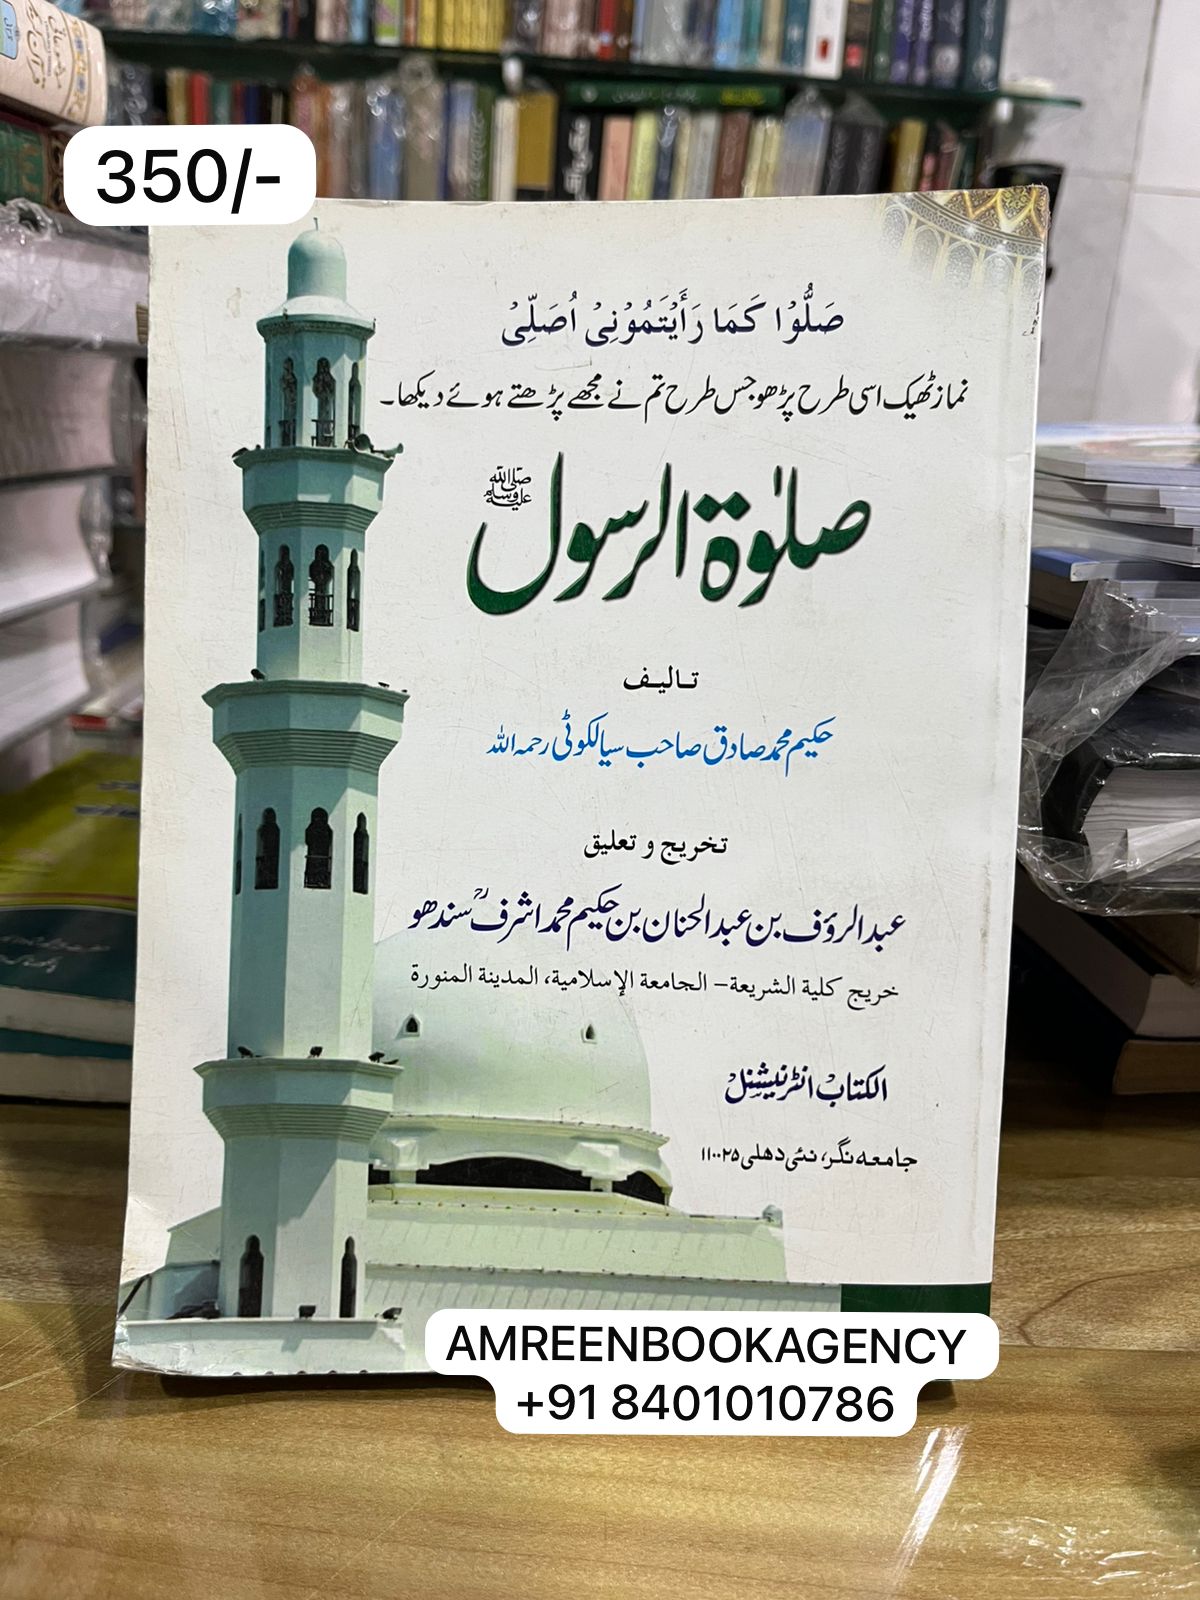 350/-
صَلُّوْا كَمَا رَأَيْتَمُوْنِىْ اُصَلِّىْ
نماز ٹھیک اسی طرح پڑھو جس طرح تم نے مجھے پڑھتے ہوئے دیکھا۔
صلوٰۃ الرسول ﷺ
تالیف
حکیم محمد صادق صاحب سیالکوٹی رحمہ اللہ
تخریج و تعلیق
عبدالرؤف بن عبدالحنان بن حکیم محمد اشرف ؒ سندھو
خريج كلية الشريعة – الجامعة الإسلامية، المدينة المنورة
الکتاب انٹرنیشنل
جامعہ نگر، نئی دھلی ۱۱۰۰۲۵
AMREENBOOKAGENCY
+91 8401010786